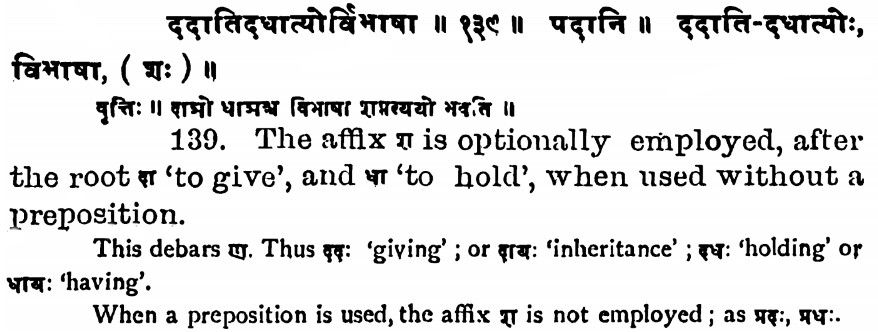 ददातिदधात्योर्विभाषा ॥ १३९ ॥ पदानि ॥ ददाति-दधात्योः,
विभाषा, ( शः ) ॥
वृत्तिः ॥ दाञो धाञश्च विभाषा शप्रत्ययो भवति ॥
139. The affix श is optionally employed, after
the root दा 'to give', and धा 'to hold', when used without a
preposition.
This debars ण. Thus ददः 'giving' ; or दायः 'inheritance' ; दधः 'holding' or
धायः 'having'.
When a preposition is used, the affix श is not employed ; as प्रदः, प्रधः.